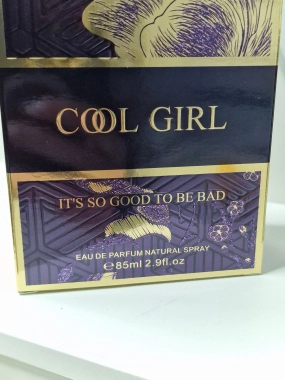 COOL GIRL
IT'S SO GOOD TO BE BAD
EAU DE PARFUM NATURAL SPRAY
℮85ml 2.9fl.oz